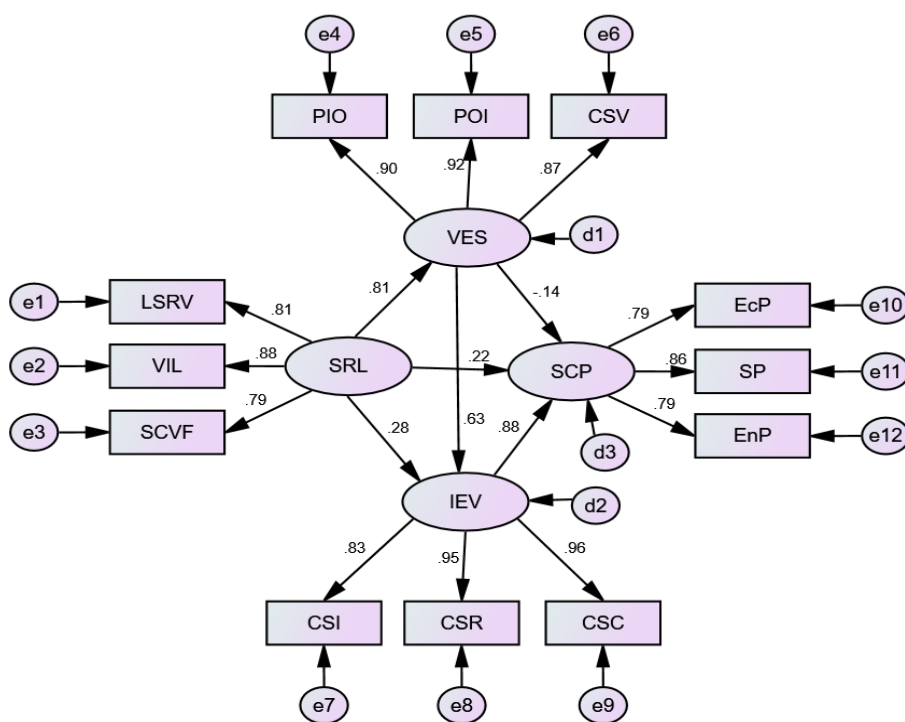 e4 e5 e6
PIO POI CSV
.90 .92 .87
VES d1
e1 LSRV .81 .81 -.14 .79 EcP e10
e2 VIL .88 SRL .22 SCP .86 SP e11
e3 SCVF .79 .28 .63 .88 .79 EnP e12
d3
IEV d2
.83 .95 .96
CSI CSR CSC
e7 e8 e9